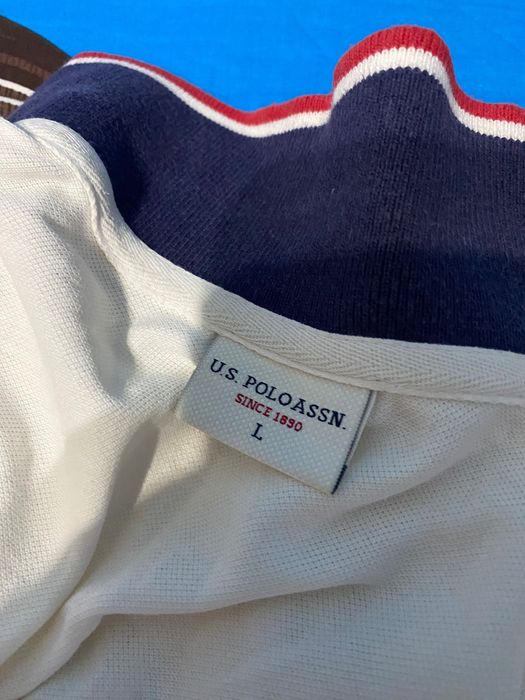 U.S. POLO ASSN.
SINCE 1890
L